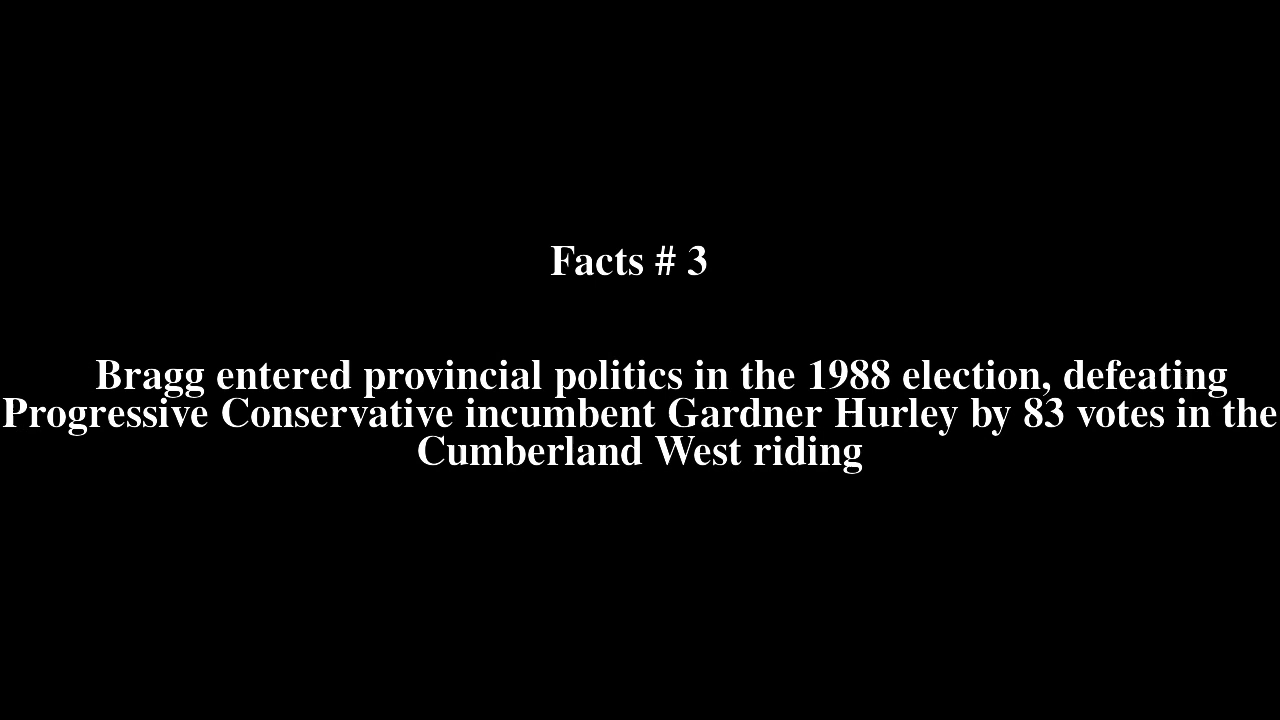 Facts # 3
Bragg entered provincial politics in the 1988 election, defeating
Progressive Conservative incumbent Gardner Hurley by 83 votes in the
Cumberland West riding